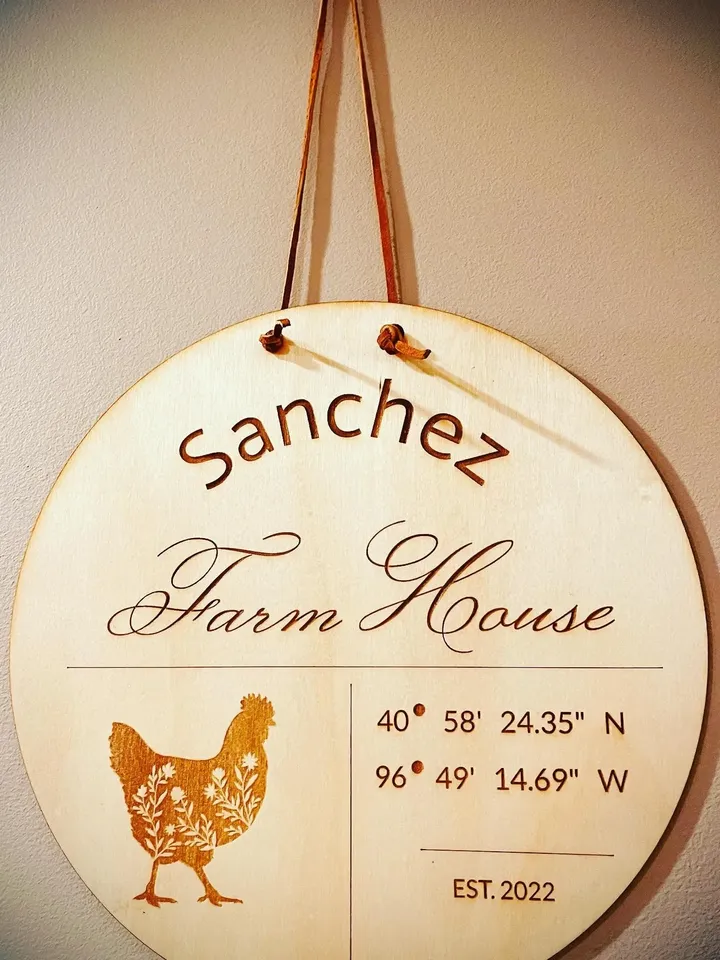 Sanchez
Farm House
40° 58' 24.35" N
96° 49' 14.69" W
EST. 2022